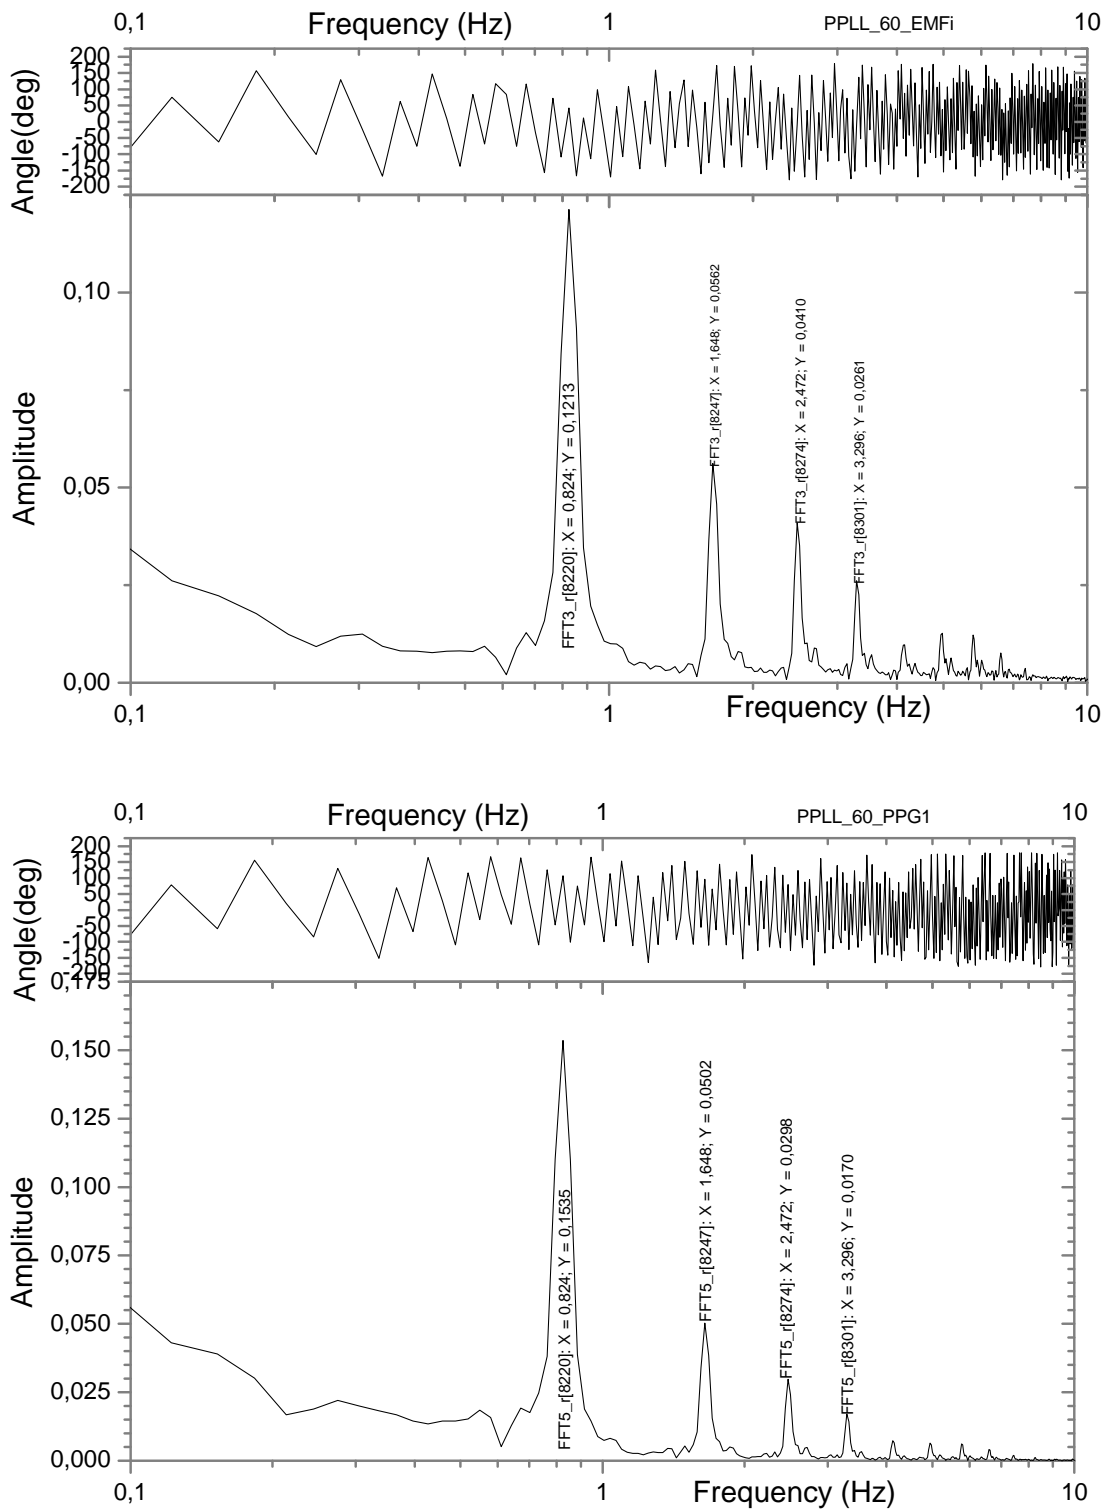 0,1 Frequency (Hz) 1 PPLL_60_EMFi 10
Angle(deg)
200
150
100
50
0
-50
-100
-150
-200
Amplitude
0,10
0,05
0,00
FFT3_r[8220]: X = 0,824; Y = 0,1213
FFT3_r[8247]: X = 1,648; Y = 0,0562
FFT3_r[8274]: X = 2,472; Y = 0,0410
FFT3_r[8301]: X = 3,296; Y = 0,0261
0,1 1 Frequency (Hz) 10
0,1 Frequency (Hz) 1 PPLL_60_PPG1 10
Angle(deg)
200
150
100
50
0
-50
-100
-150
-200
Amplitude
0,175
0,150
0,125
0,100
0,075
0,050
0,025
0,000
FFT5_r[8220]: X = 0,824; Y = 0,1535
FFT5_r[8247]: X = 1,648; Y = 0,0502
FFT5_r[8274]: X = 2,472; Y = 0,0298
FFT5_r[8301]: X = 3,296; Y = 0,0170
0,1 1 Frequency (Hz) 10